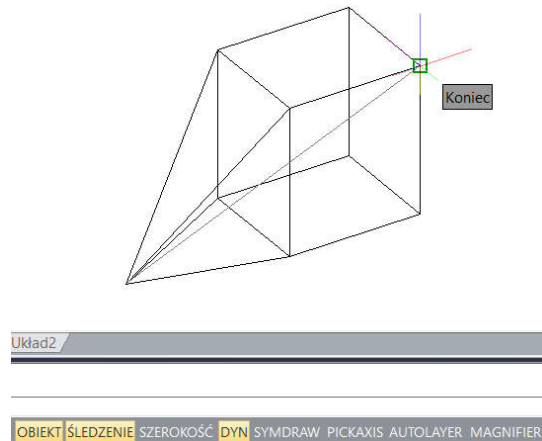 Koniec
Układ2
OBIEKT ŚLEDZENIE SZEROKOŚĆ DYN SYMDRAW PICKAXIS AUTOLAYER MAGNIFIER